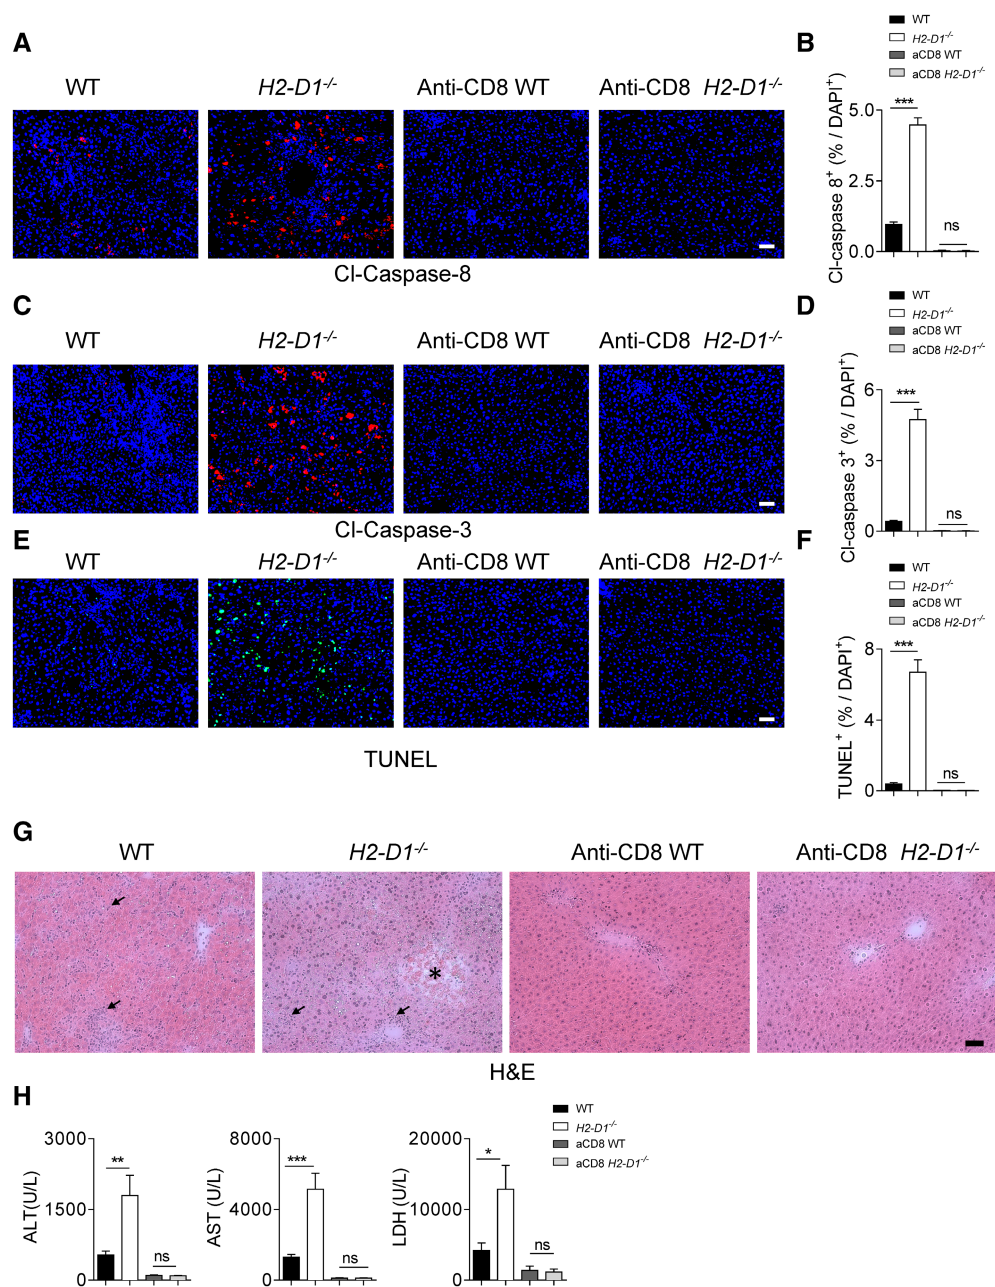 A
WT
H2-D1-/-
Anti-CD8 WT
Anti-CD8 H2-D1-/-
Cl-Caspase-8
B
WT
H2-D1-/-
aCD8 WT
aCD8 H2-D1-/-
Cl-caspase 8+ (% / DAPI+)
5.0
2.5
0.0
***
ns
C
WT
H2-D1-/-
Anti-CD8 WT
Anti-CD8 H2-D1-/-
Cl-Caspase-3
D
WT
H2-D1-/-
aCD8 WT
aCD8 H2-D1-/-
Cl-caspase 3+ (% / DAPI+)
6
3
0
***
ns
E
WT
H2-D1-/-
Anti-CD8 WT
Anti-CD8 H2-D1-/-
TUNEL
F
WT
H2-D1-/-
aCD8 WT
aCD8 H2-D1-/-
TUNEL+ (% / DAPI+)
8
4
0
***
ns
G
WT
H2-D1-/-
Anti-CD8 WT
Anti-CD8 H2-D1-/-
*
H&E
H
WT
H2-D1-/-
aCD8 WT
aCD8 H2-D1-/-
ALT(U/L)
3000
1500
0
**
ns
AST (U/L)
8000
4000
0
***
ns
LDH (U/L)
20000
10000
0
*
ns